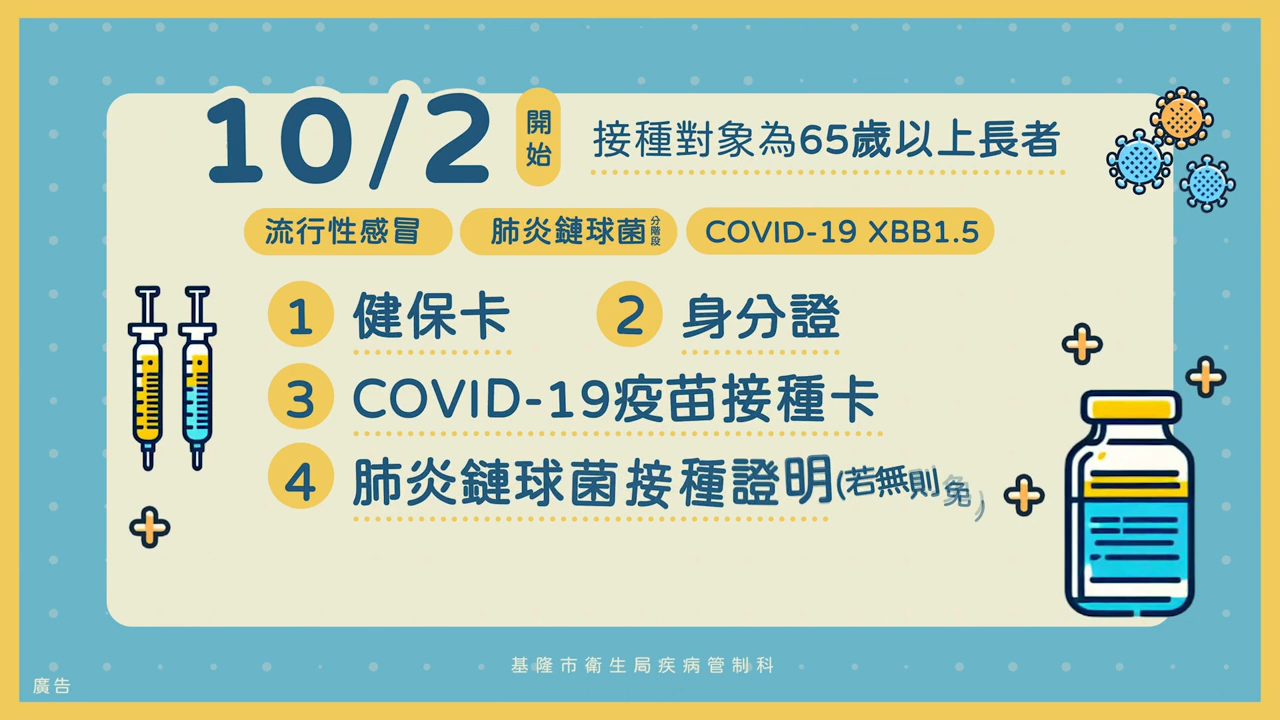 10/2 開始 接種對象為65歲以上長者
流行性感冒 肺炎鏈球菌分階段 COVID-19 XBB1.5
1 健保卡 2 身分證
3 COVID-19疫苗接種卡
4 肺炎鏈球菌接種證明(若無則免)
基隆市衛生局疾病管制科
廣告